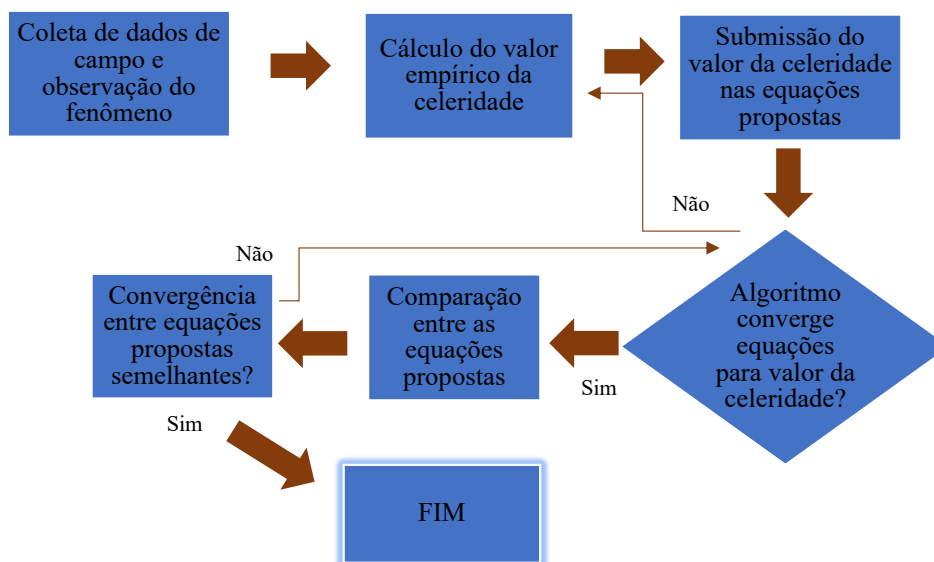 Coleta de dados de
campo e
observação do
fenômeno
Cálculo do valor
empírico da
celeridade
Submissão do
valor da celeridade
nas equações
propostas
Não
Algoritmo
converge
equações
para valor da
celeridade?
Sim
Comparação
entre as
equações
propostas
Não
Convergência
entre equações
propostas
semelhantes?
Sim
FIM